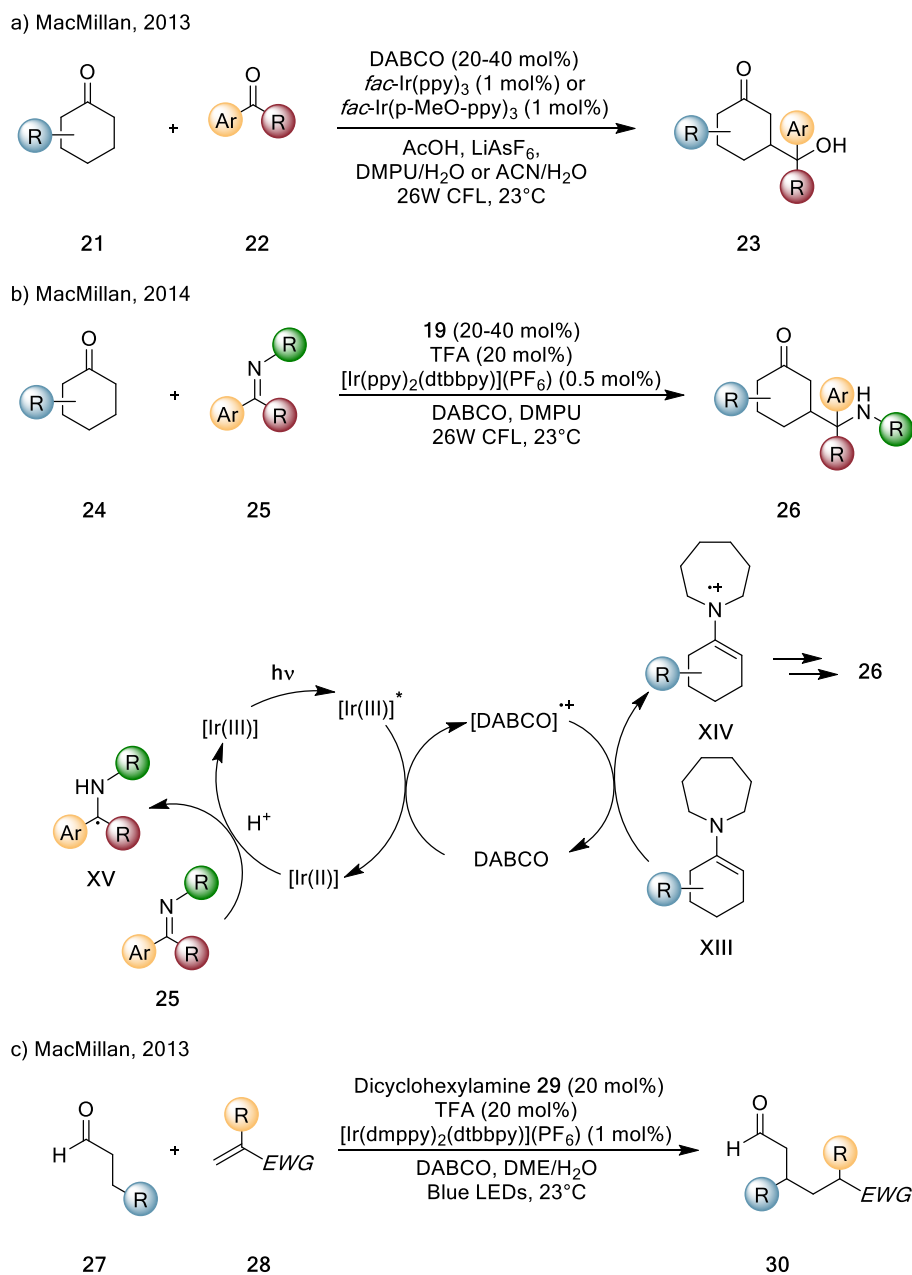 a) MacMillan, 2013
O
R
+
O
Ar
R
DABCO (20-40 mol%)
fac-Ir(ppy)₃ (1 mol%) or
fac-Ir(p-MeO-ppy)₃ (1 mol%)
AcOH, LiAsF₆,
DMPU/H₂O or ACN/H₂O
26W CFL, 23°C
O
R
Ar
OH
R
21
22
23
b) MacMillan, 2014
O
R
+
R
N
Ar
R
19 (20-40 mol%)
TFA (20 mol%)
[Ir(ppy)₂(dtbbpy)](PF₆) (0.5 mol%)
DABCO, DMPU
26W CFL, 23°C
O
R
Ar
H
N
R
R
24
25
26
hν
[Ir(III)]
[Ir(III)]*
[DABCO]·+
·+
N
R
XIV
26
R
HN
Ar
·
R
XV
H⁺
[Ir(II)]
DABCO
N
R
XIII
R
N
Ar
R
25
c) MacMillan, 2013
O
H
R
+
R
EWG
Dicyclohexylamine 29 (20 mol%)
TFA (20 mol%)
[Ir(dmppy)₂(dtbbpy)](PF₆) (1 mol%)
DABCO, DME/H₂O
Blue LEDs, 23°C
O
H
R
R
EWG
27
28
30